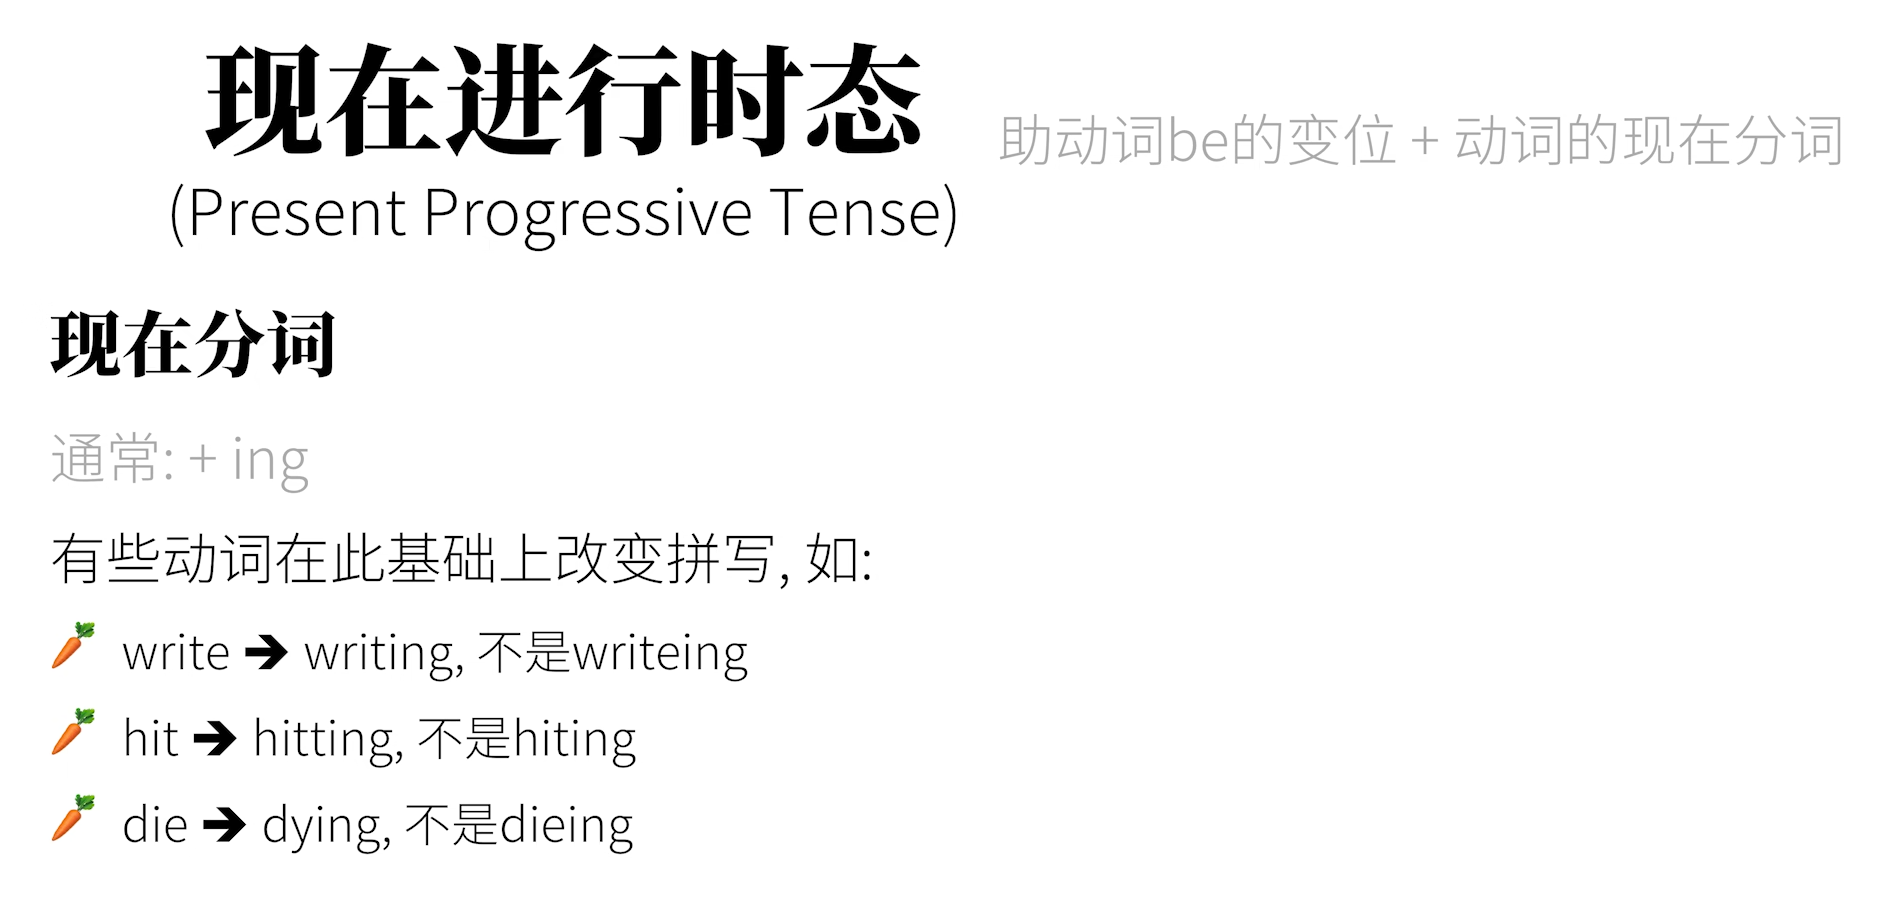 现在进行时态
助动词be的变位 + 动词的现在分词
(Present Progressive Tense)
现在分词
通常: + ing
有些动词在此基础上改变拼写, 如:
🥕 write ➔ writing, 不是writeing
🥕 hit ➔ hitting, 不是hiting
🥕 die ➔ dying, 不是dieing